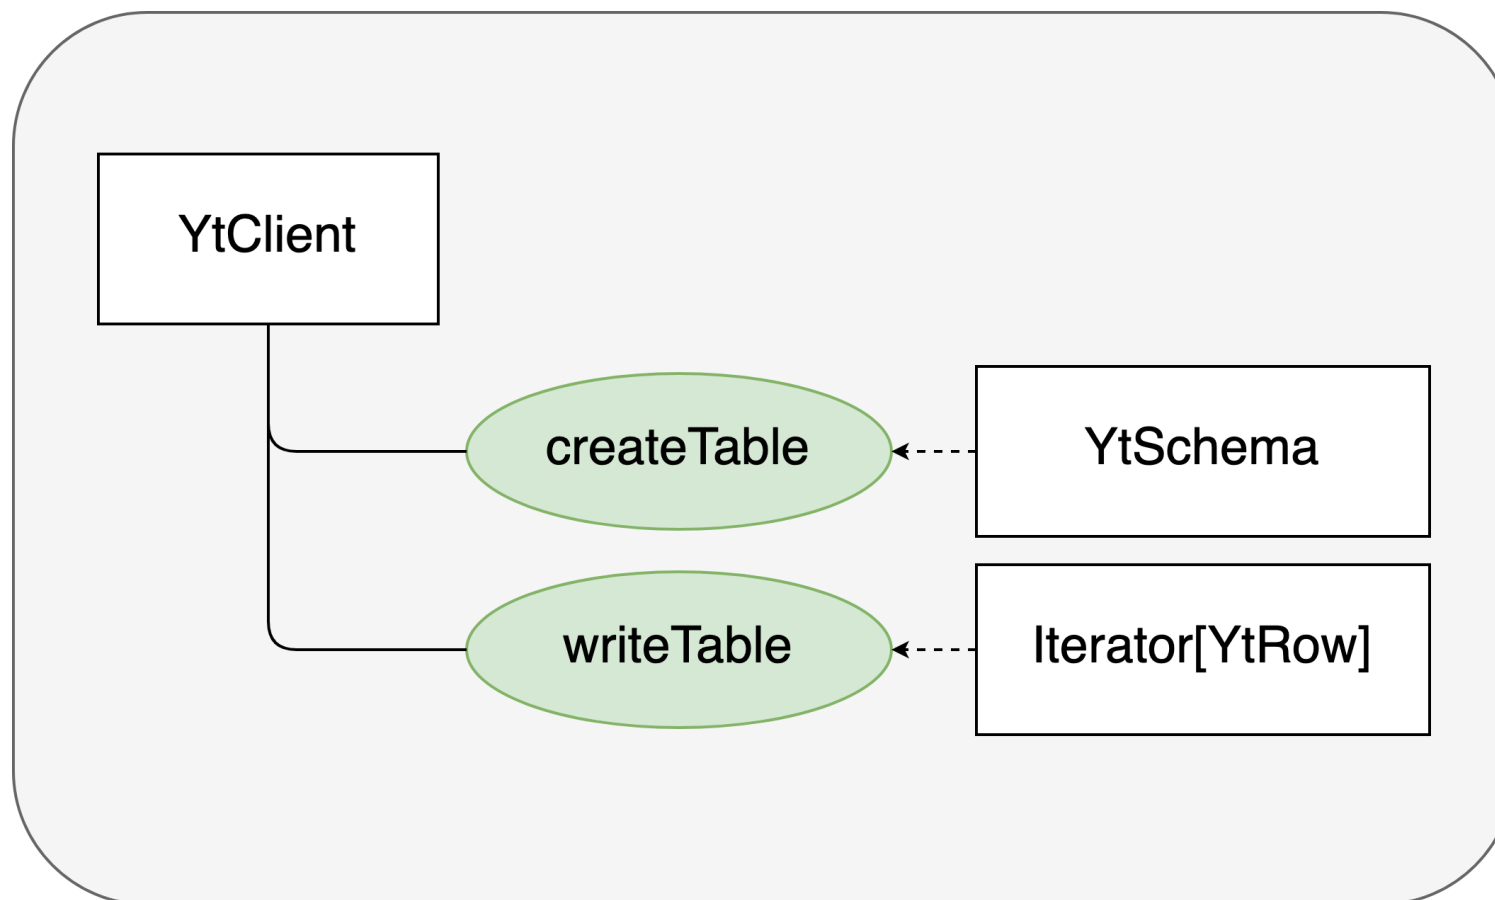 YtClient
createTable
YtSchema
writeTable
Iterator[YtRow]